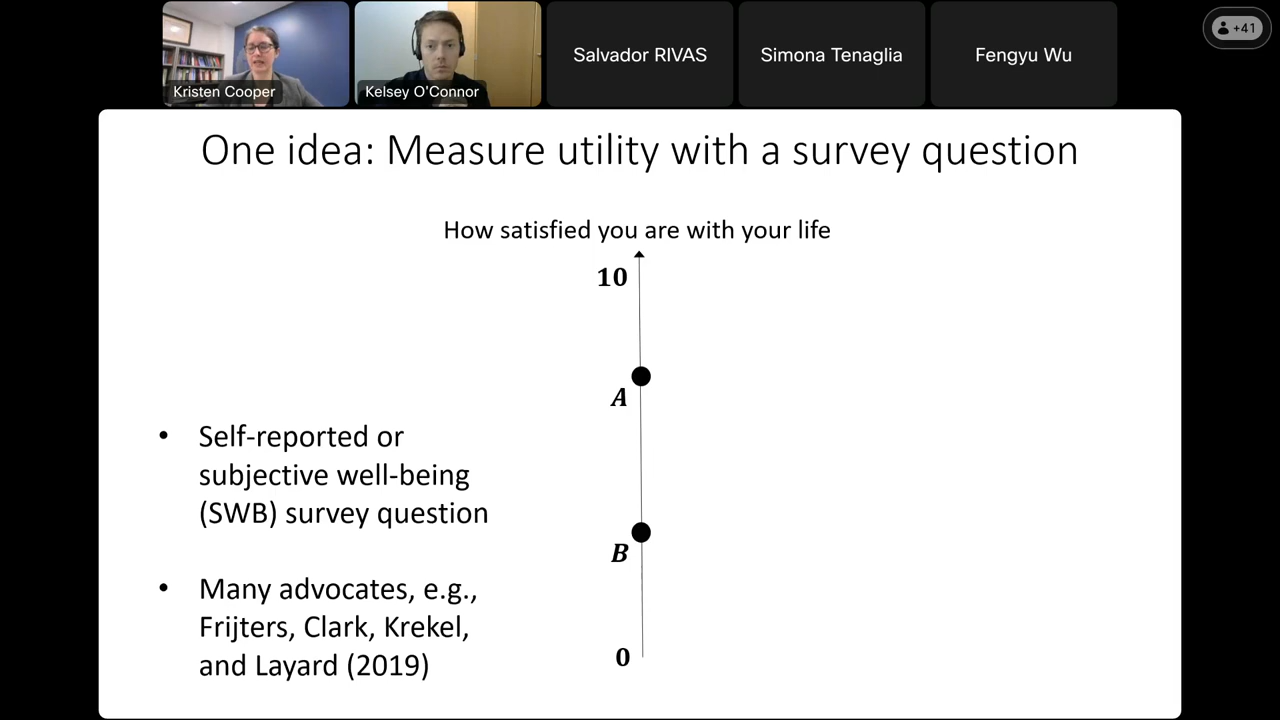 Kristen Cooper
Kelsey O'Connor
Salvador RIVAS
Simona Tenaglia
Fengyu Wu
+41
One idea: Measure utility with a survey question
How satisfied you are with your life
10
A
B
0
• Self-reported or
subjective well-being
(SWB) survey question
• Many advocates, e.g.,
Frijters, Clark, Krekel,
and Layard (2019)